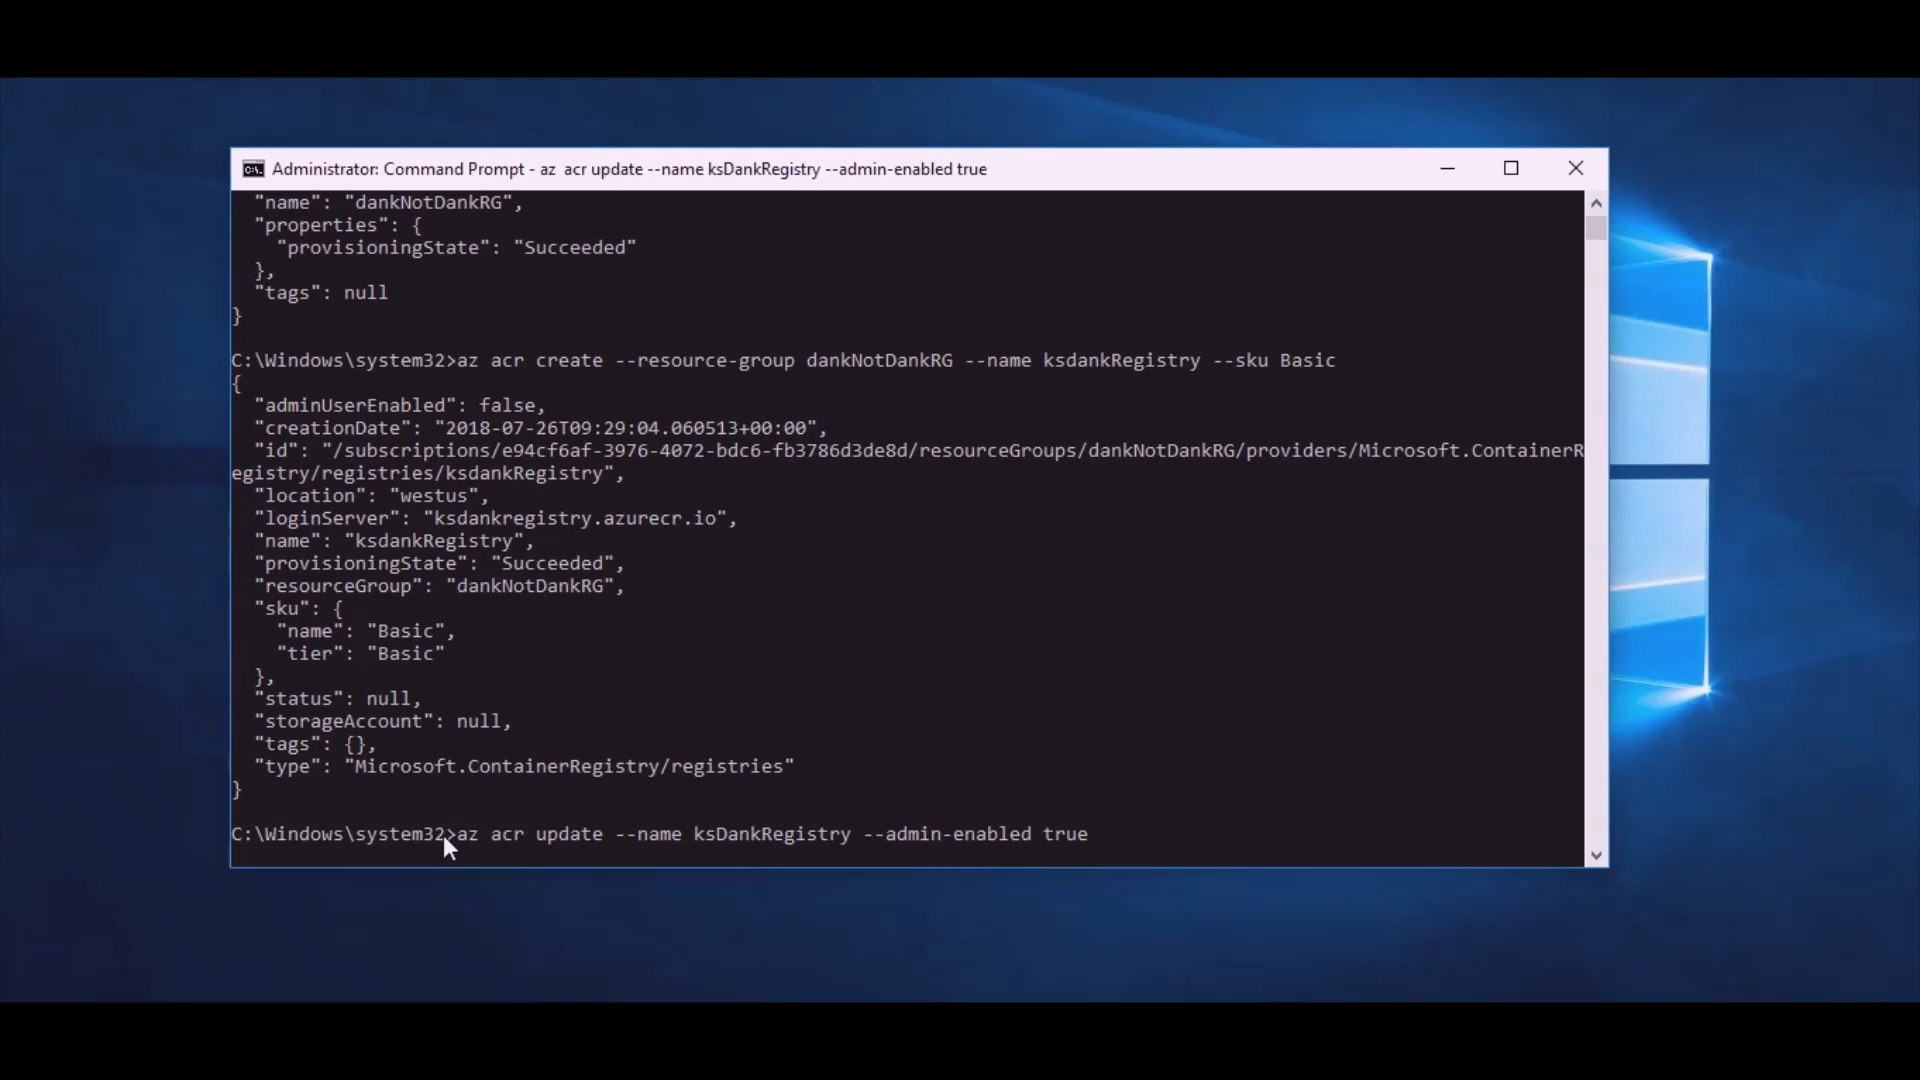 Administrator: Command Prompt - az  acr update --name ksDankRegistry --admin-enabled true
"name": "dankNotDankRG",
"properties": {
"provisioningState": "Succeeded"
},
"tags": null
}
C:\Windows\system32>az acr create --resource-group dankNotDankRG --name ksdankRegistry --sku Basic
{
"adminUserEnabled": false,
"creationDate": "2018-07-26T09:29:04.060513+00:00",
"id": "/subscriptions/e94cf6af-3976-4072-bdc6-fb3786d3de8d/resourceGroups/dankNotDankRG/providers/Microsoft.ContainerR
egistry/registries/ksdankRegistry",
"location": "westus",
"loginServer": "ksdankregistry.azurecr.io",
"name": "ksdankRegistry",
"provisioningState": "Succeeded",
"resourceGroup": "dankNotDankRG",
"sku": {
"name": "Basic",
"tier": "Basic"
},
"status": null,
"storageAccount": null,
"tags": {},
"type": "Microsoft.ContainerRegistry/registries"
}
C:\Windows\system32>az acr update --name ksDankRegistry --admin-enabled true